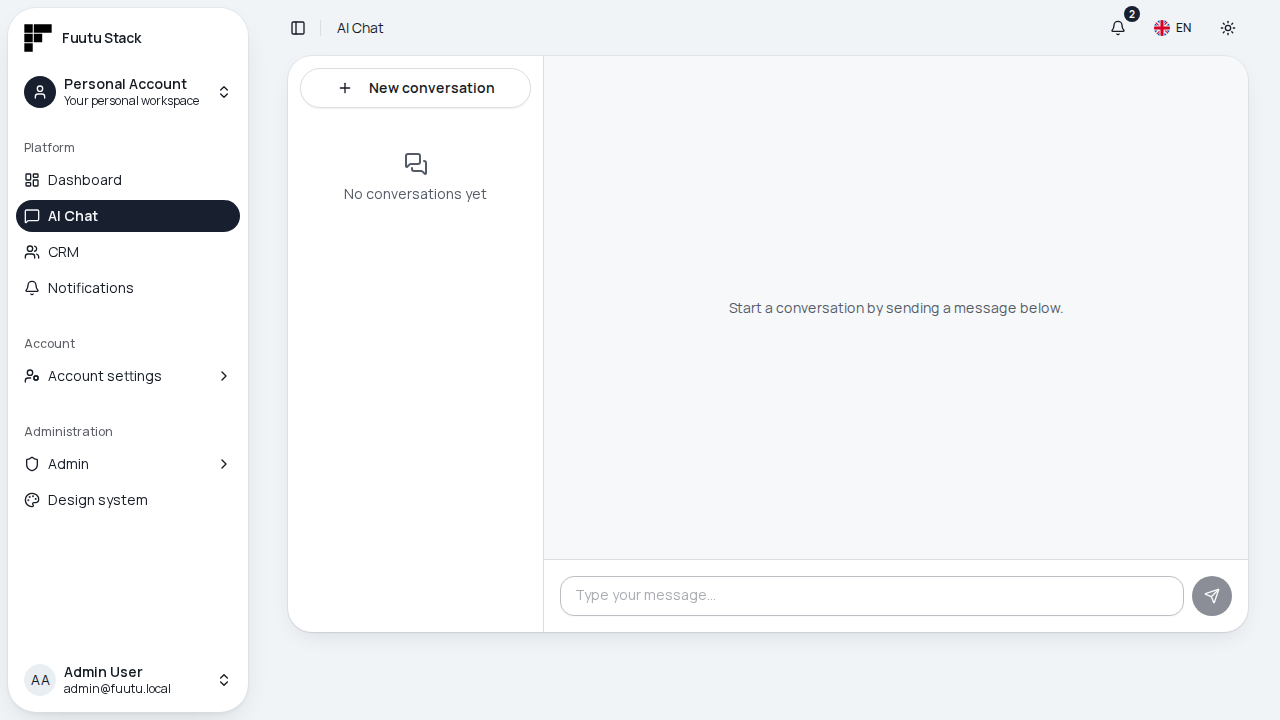 Fuutu Stack
Personal Account
Your personal workspace
Platform
Dashboard
AI Chat
CRM
Notifications
Account
Account settings
Administration
Admin
Design system
AA
Admin User
admin@fuutu.local
AI Chat
2
EN
New conversation
No conversations yet
Start a conversation by sending a message below.
Type your message...